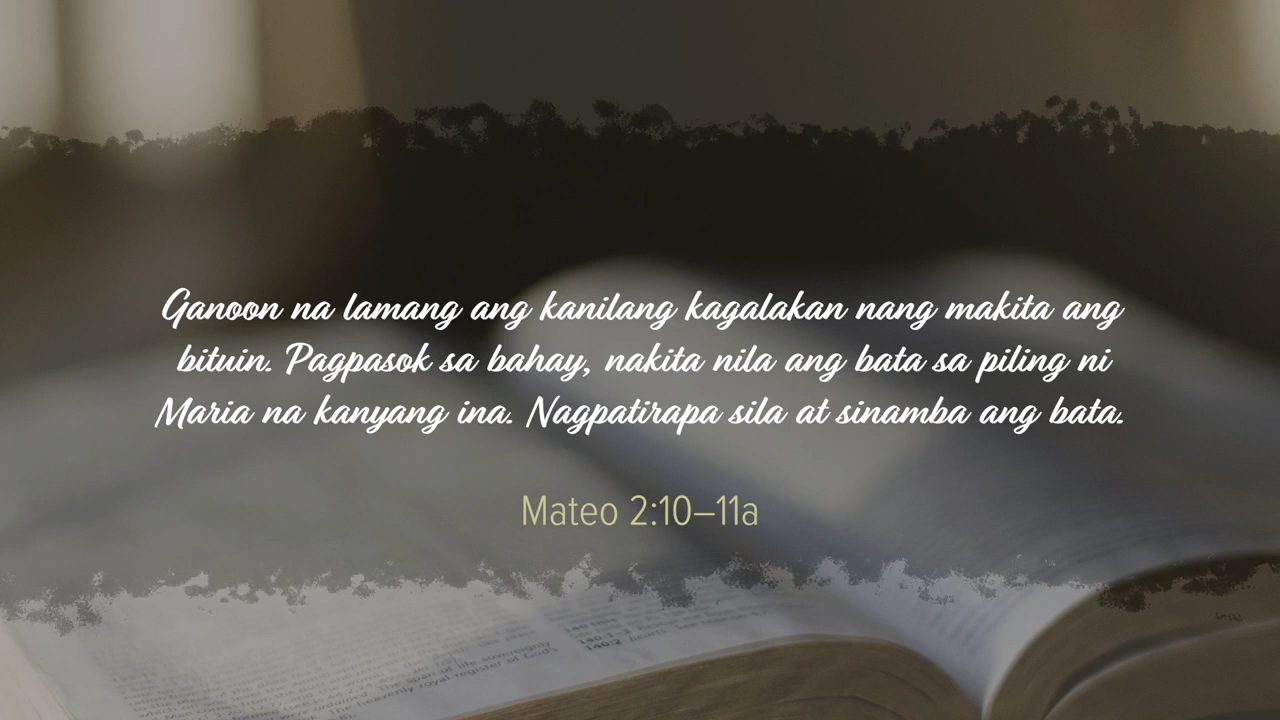 Ganoon na lamang ang kanilang kagalakan nang makita ang
bituin. Pagpasok sa bahay, nakita nila ang bata sa piling ni
Maria na kanyang ina. Nagpatirapa sila at sinamba ang bata.
Mateo 2:10–11a